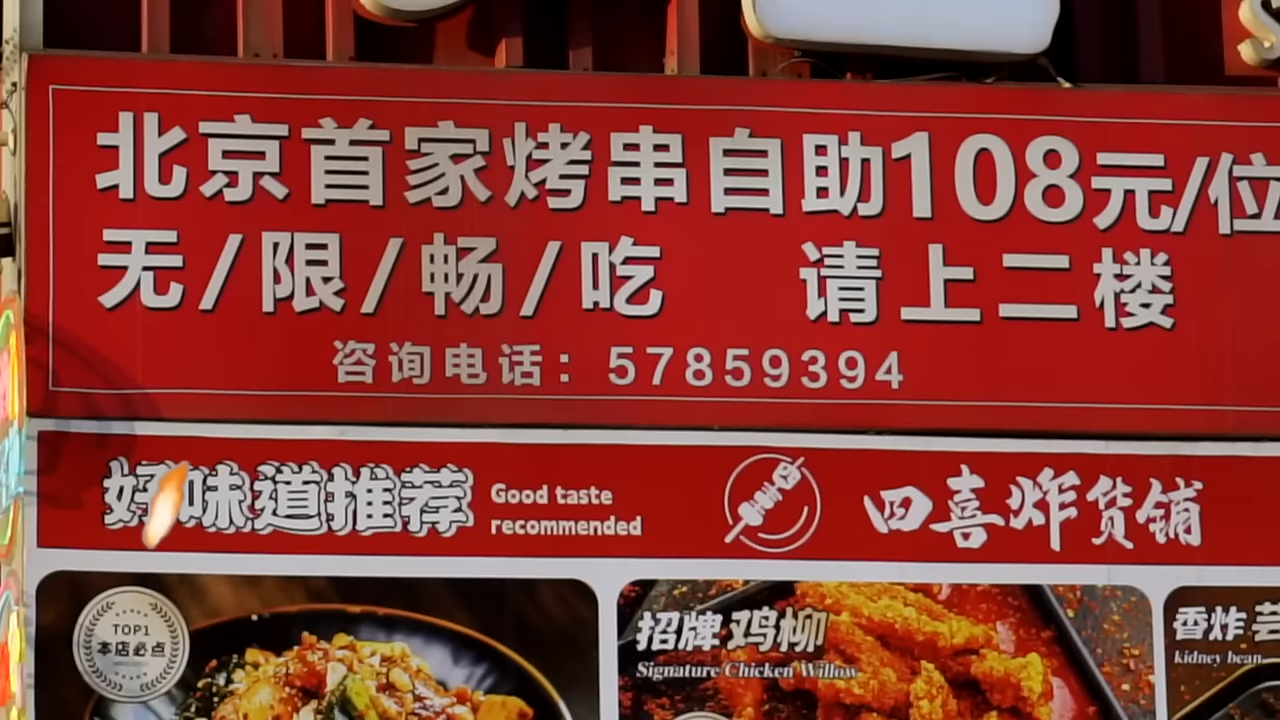 北京首家烤串自助108元/位
无/限/畅/吃 请上二楼
咨询电话：57859394
好味道推荐
Good taste
recommended
四喜炸货铺
TOP1
本店必点
招牌鸡柳
Signature Chicken Willow
香炸
kidney bean